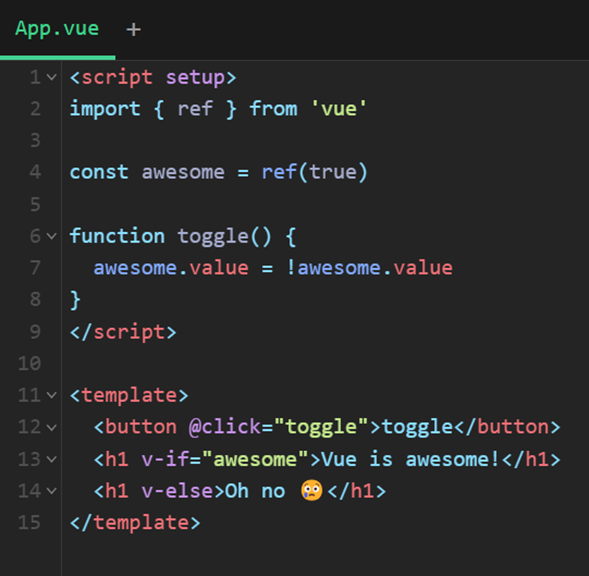 App.vue +
1 <script setup>
2 import { ref } from 'vue'
3
4 const awesome = ref(true)
5
6 function toggle() {
7   awesome.value = !awesome.value
8 }
9 </script>
10
11 <template>
12   <button @click="toggle">toggle</button>
13   <h1 v-if="awesome">Vue is awesome!</h1>
14   <h1 v-else>Oh no 😢</h1>
15 </template>